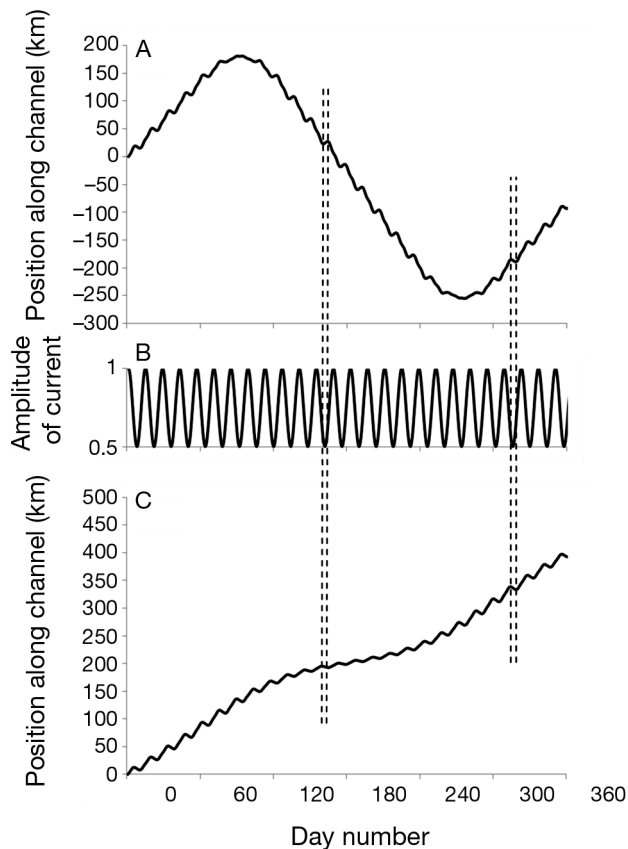 A
Position along channel (km)
200
150
100
50
0
–50
–100
–150
–200
–250
–300
B
Amplitude
of current
1
0.5
C
Position along channel (km)
500
450
400
350
300
250
200
150
100
50
0
0 60 120 180 240 300 360
Day number